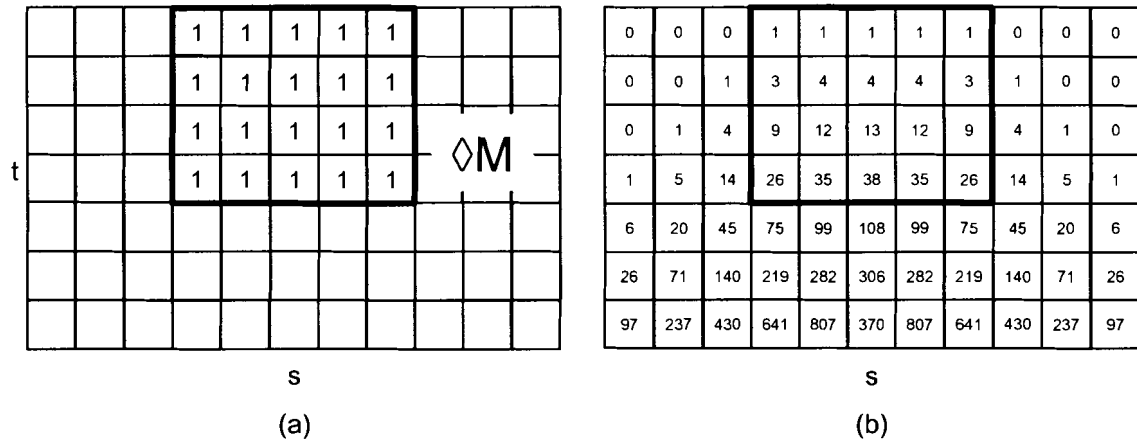 1 1 1 1 1 0 0 0 1 1 1 1 1 0 0 0
1 1 1 1 1 0 0 1 3 4 4 4 3 1 0 0
1 1 1 1 1 ◊M 0 1 4 9 12 13 12 9 4 1 0
t 1 1 1 1 1 1 5 14 26 35 38 35 26 14 5 1
6 20 45 75 99 108 99 75 45 20 6
26 71 140 219 282 306 282 219 140 71 26
97 237 430 641 807 370 807 641 430 237 97
s s
(a) (b)